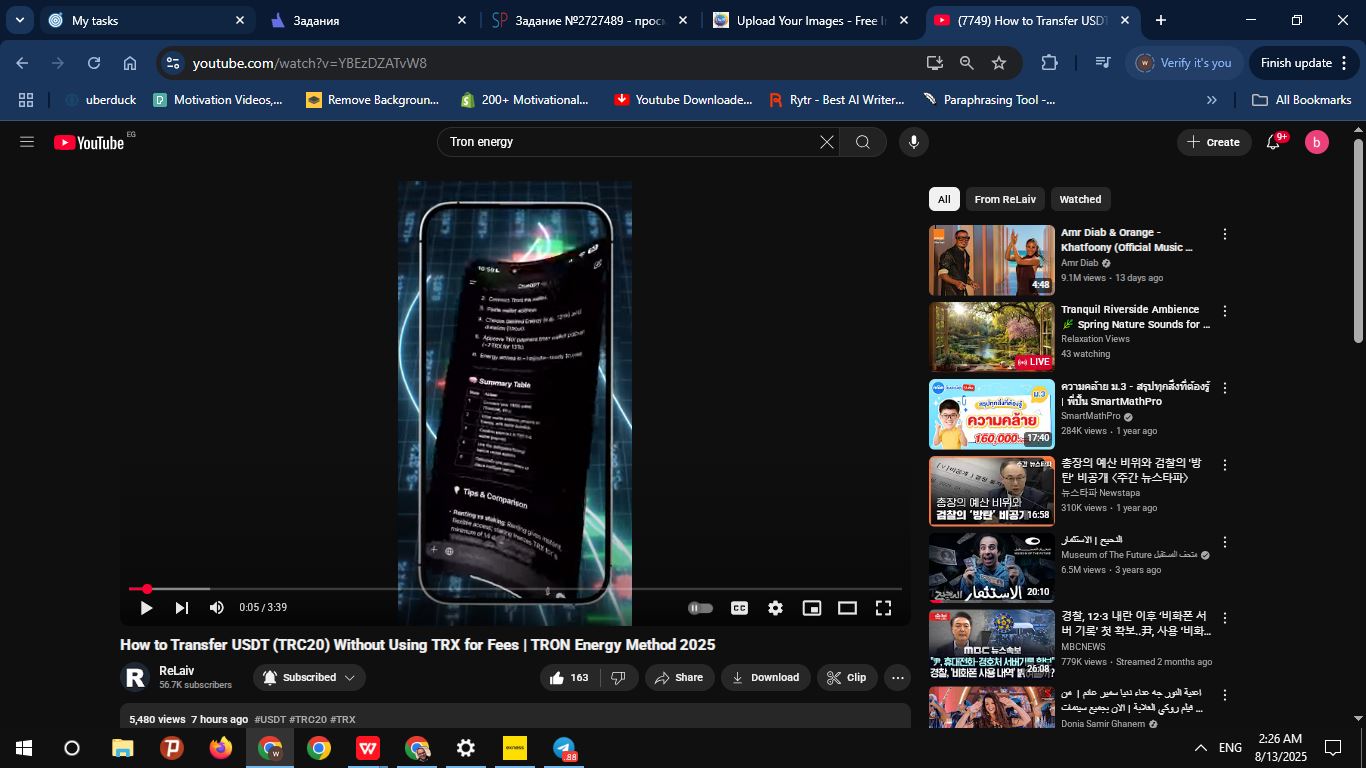 My tasks
Задания
Задание №2727489 - прос
Upload Your Images - Free I
(7749) How to Transfer USDT
youtube.com/watch?v=YBEzDZATvW8
Verify it's you
Finish update
uberduck
Motivation Videos,...
Remove Backgroun...
200+ Motivational...
Youtube Downloade...
Rytr - Best AI Writer...
Paraphrasing Tool -...
All Bookmarks
YouTube EG
Tron energy
Create
9+
b
10:59
ChatGPT
Summary Table
Tips & Comparison
Renting vs staking: Renting gives instant,
0:05 / 3:39
How to Transfer USDT (TRC20) Without Using TRX for Fees | TRON Energy Method 2025
ReLaiv
56.7K subscribers
Subscribed
163
Share
Download
Clip
5,480 views 7 hours ago #USDT #TRC20 #TRX
All
From ReLaiv
Watched
Amr Diab & Orange -
Khatfoony (Official Music ...
Amr Diab
9.1M views • 13 days ago
4:48
Tranquil Riverside Ambience
Spring Nature Sounds for ...
Relaxation Views
43 watching
LIVE
ความคล้าย ม.3 - สรุปทุกสิ่งที่ต้องรู้
| พี่ปั้น SmartMathPro
SmartMathPro
284K views • 1 year ago
ความคล้าย
17:40
총장의 예산 비위와 검찰의 '방
탄' 비공개 <주간 뉴스타파>
뉴스타파 Newstapa
310K views • 1 year ago
총장의 예산 비위와
검찰의 '방탄' 비공개
16:58
الدحيح | الاستثمار
Museum of The Future متحف المستقبل
6.5M views • 3 years ago
الاستثمار
20:10
경찰, 12·3 내란 이후 '비화폰 서
버 기록' 첫 확보..尹, 사용 '비화...
MBCNEWS
779K views • Streamed 2 months ago
MBC 뉴스속보
26:08
Donia Samir Ghanem
exness
88
ENG
2:26 AM
8/13/2025